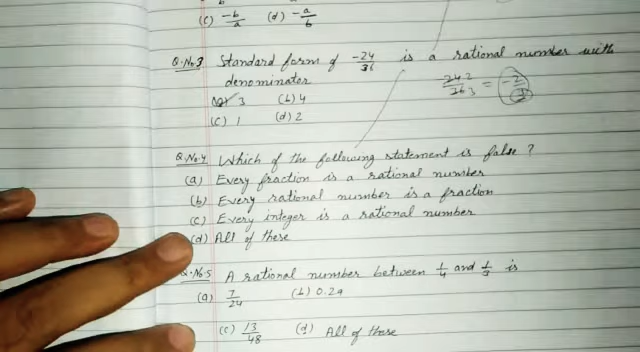 (c) -b/a (d) -a/b
Q.No.3 Standard form of -24/36 is a rational number with
denominator
(a) 3 (b) 4
(c) 1 (d) 2
24 2/36 3 = -2/3
Q.No.4 Which of the following statement is false ?
(a) Every fraction is a rational number
(b) Every rational number is a fraction
(c) Every integer is a rational number
(d) All of these
Q.No.5 A rational number between 1/4 and 1/3 is
(a) 7/24 (b) 0.29
(c) 13/48 (d) All of these